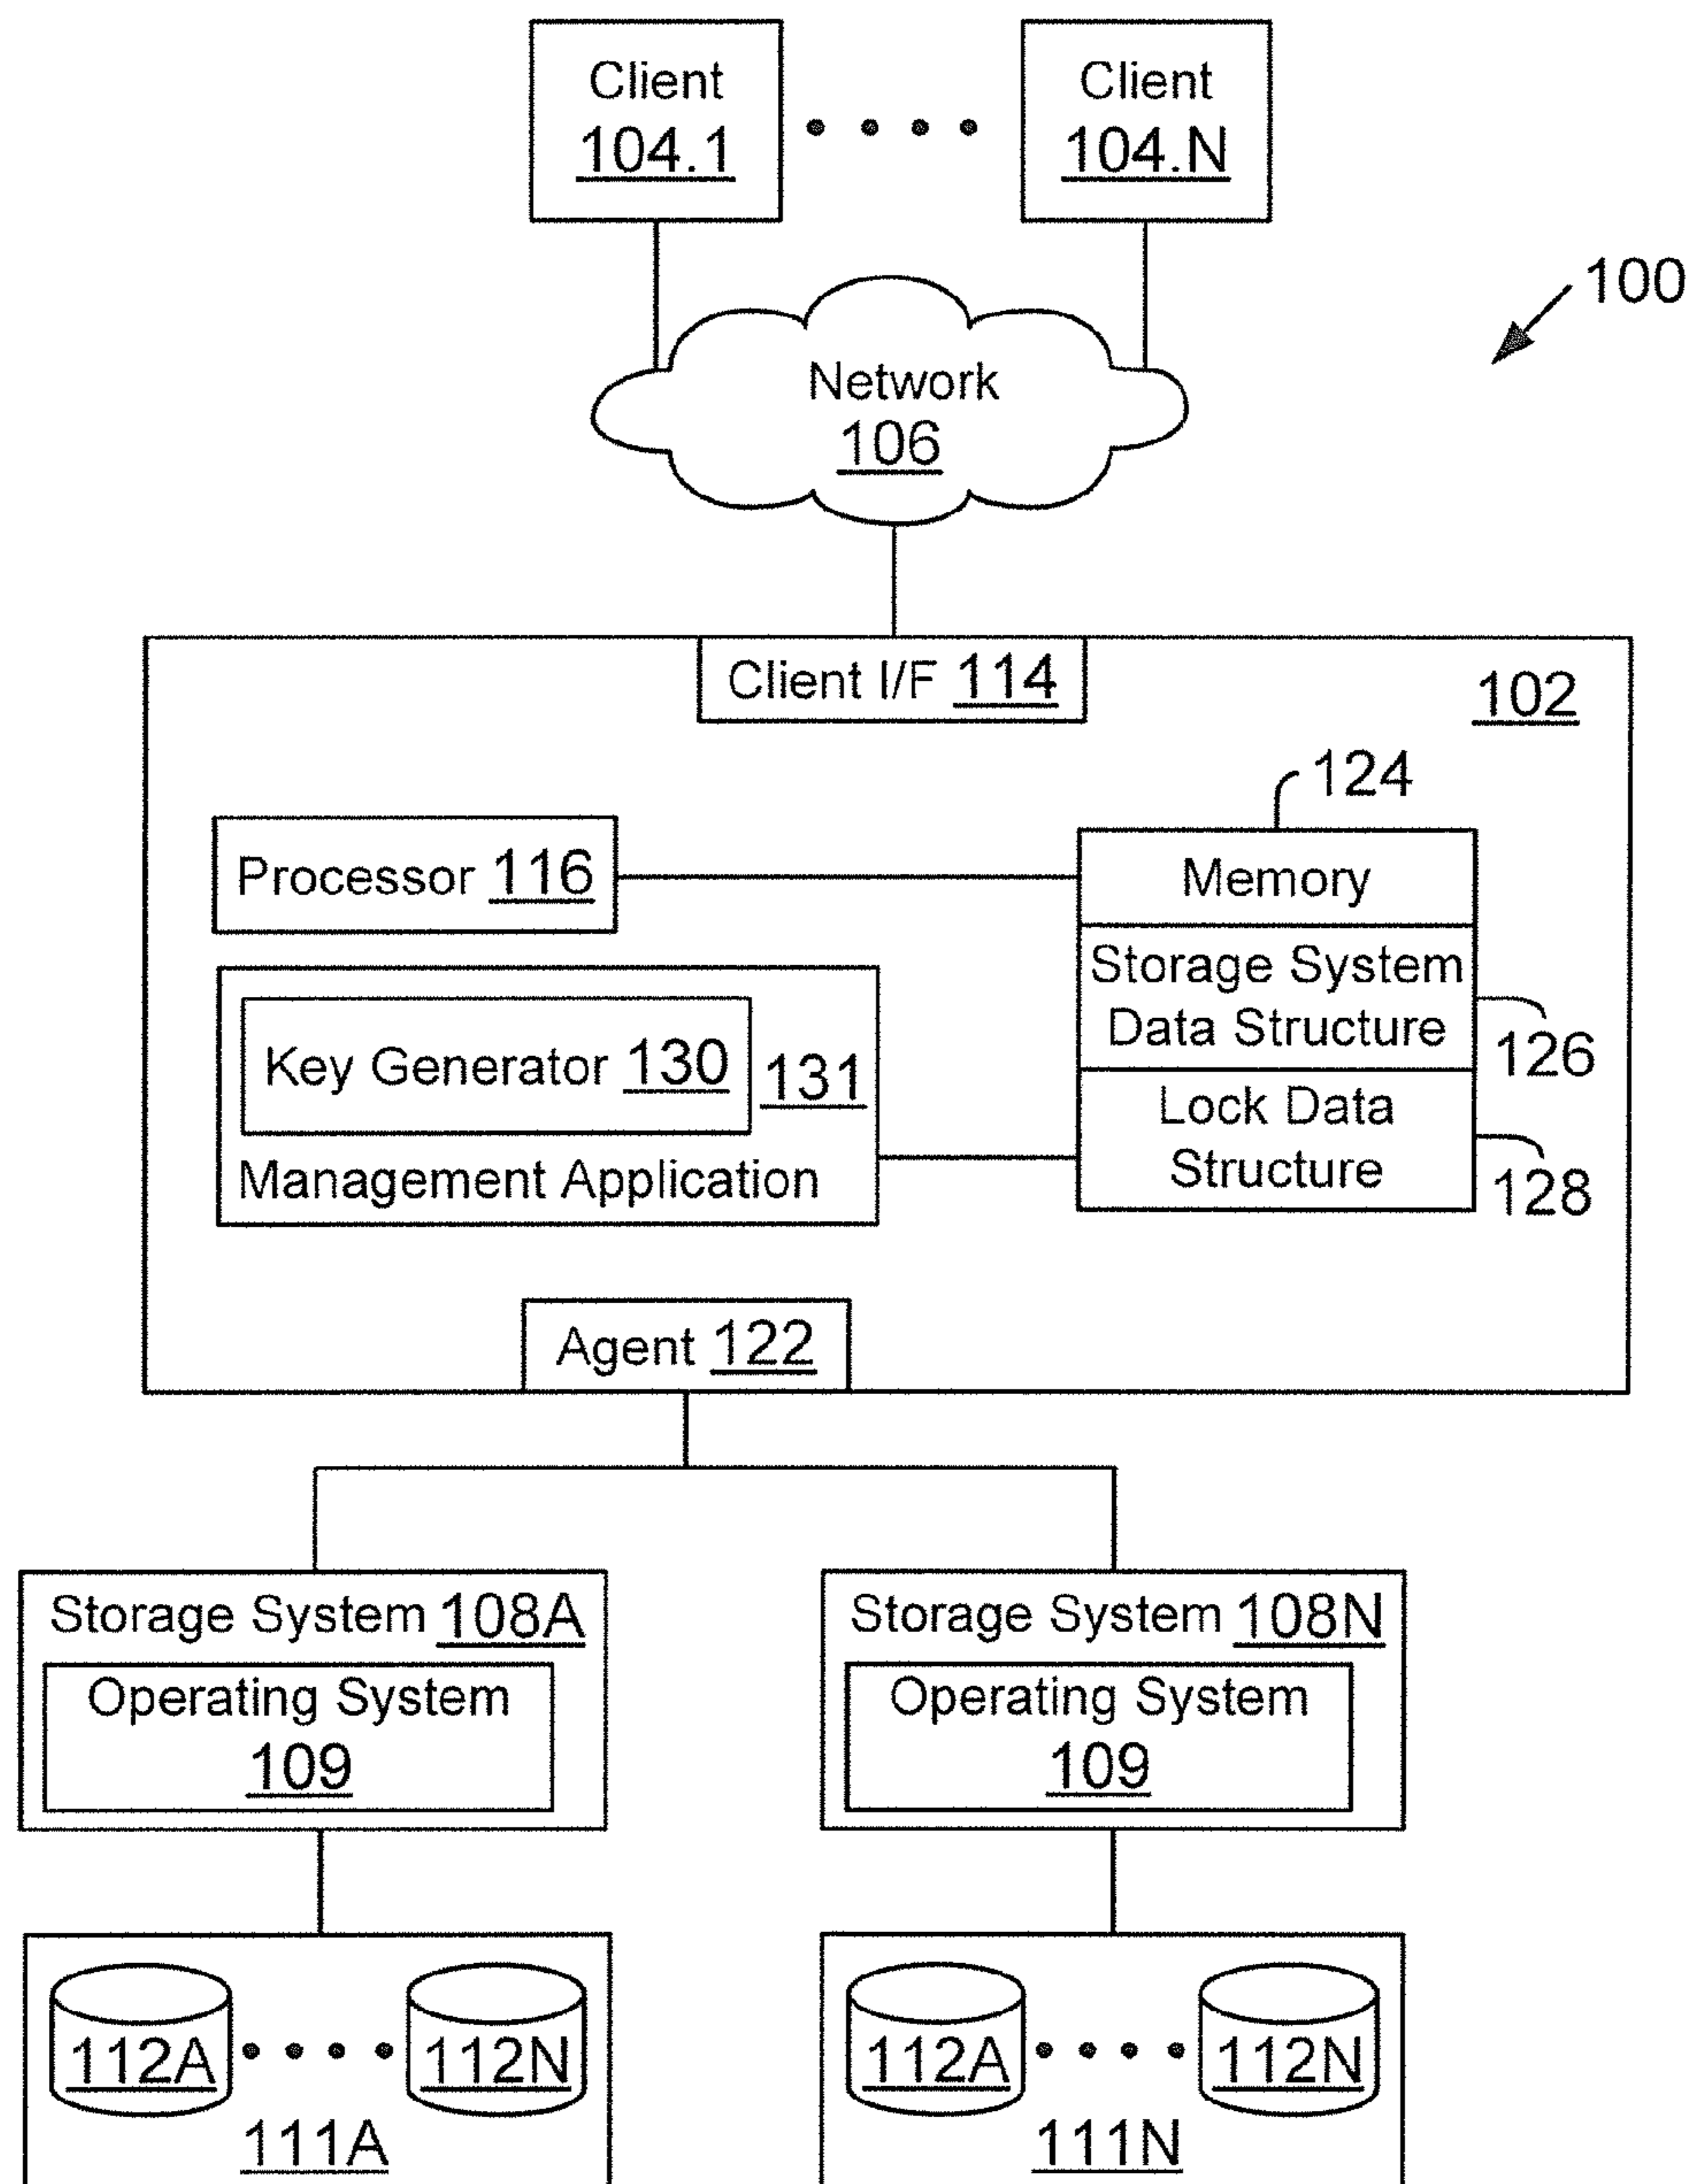 Client
104.1
Client
104.N
100
Network
106
Client I/F 114
102
124
Processor 116
Memory
Storage System
Data Structure
126
Key Generator 130
131
Management Application
Lock Data
Structure
128
Agent 122
Storage System 108A
Operating System
109
Storage System 108N
Operating System
109
112A
112N
111A
112A
112N
111N